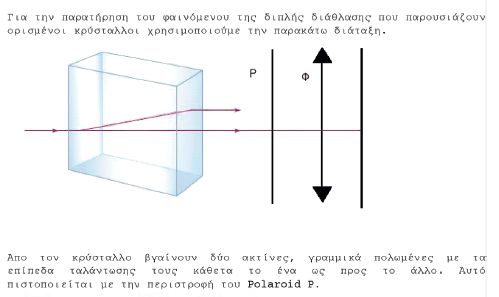 Για την παρατήρηση του φαινόμενου της διπλής διάθλασης που παρουσιάζουν
ορισμένοι κρύσταλλοι χρησιμοποιούμε την παρακάτω διάταξη.
P Φ
Απο τον κρύσταλλο βγαίνουν δύο ακτίνες, γραμμικά πολωμένες με τα
επίπεδα ταλάντωσης τους κάθετα το ένα ως προς το άλλο. Αυτό
πιστοποιείται με την περιστροφή του Polaroid P.